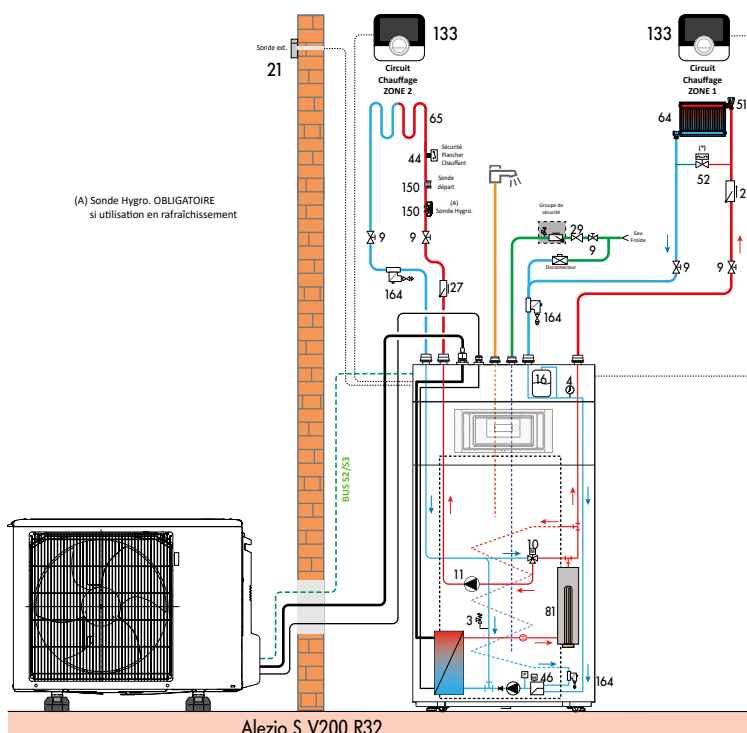 133
133
Sonde ext.
21
Circuit
Chauffage
ZONE 2
Circuit
Chauffage
ZONE 1
51
65
64
44
Sécurité
Plancher
Chauffant
(*)
52
150
Sonde
départ
2
(A) Sonde Hygro. OBLIGATOIRE
si utilisation en rafraîchissement
150
(A)
Sonde Hygro.
Groupe de
sécurité
29
9
Eau
Froide
9
9
Disconnecteur
9
9
164
27
164
16
4
BUS S2/S3
10
11
81
3
46
164
Alezio S V200 R32